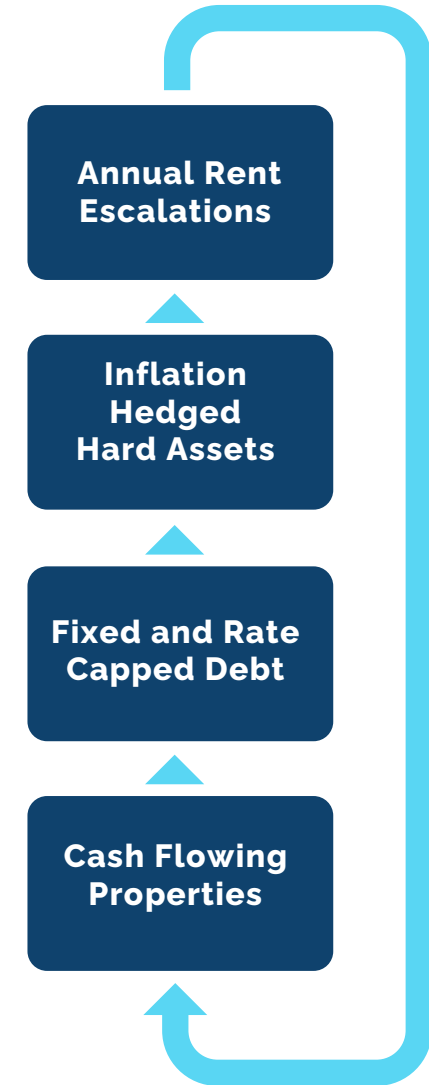 Annual Rent
Escalations
Inflation
Hedged
Hard Assets
Fixed and Rate
Capped Debt
Cash Flowing
Properties